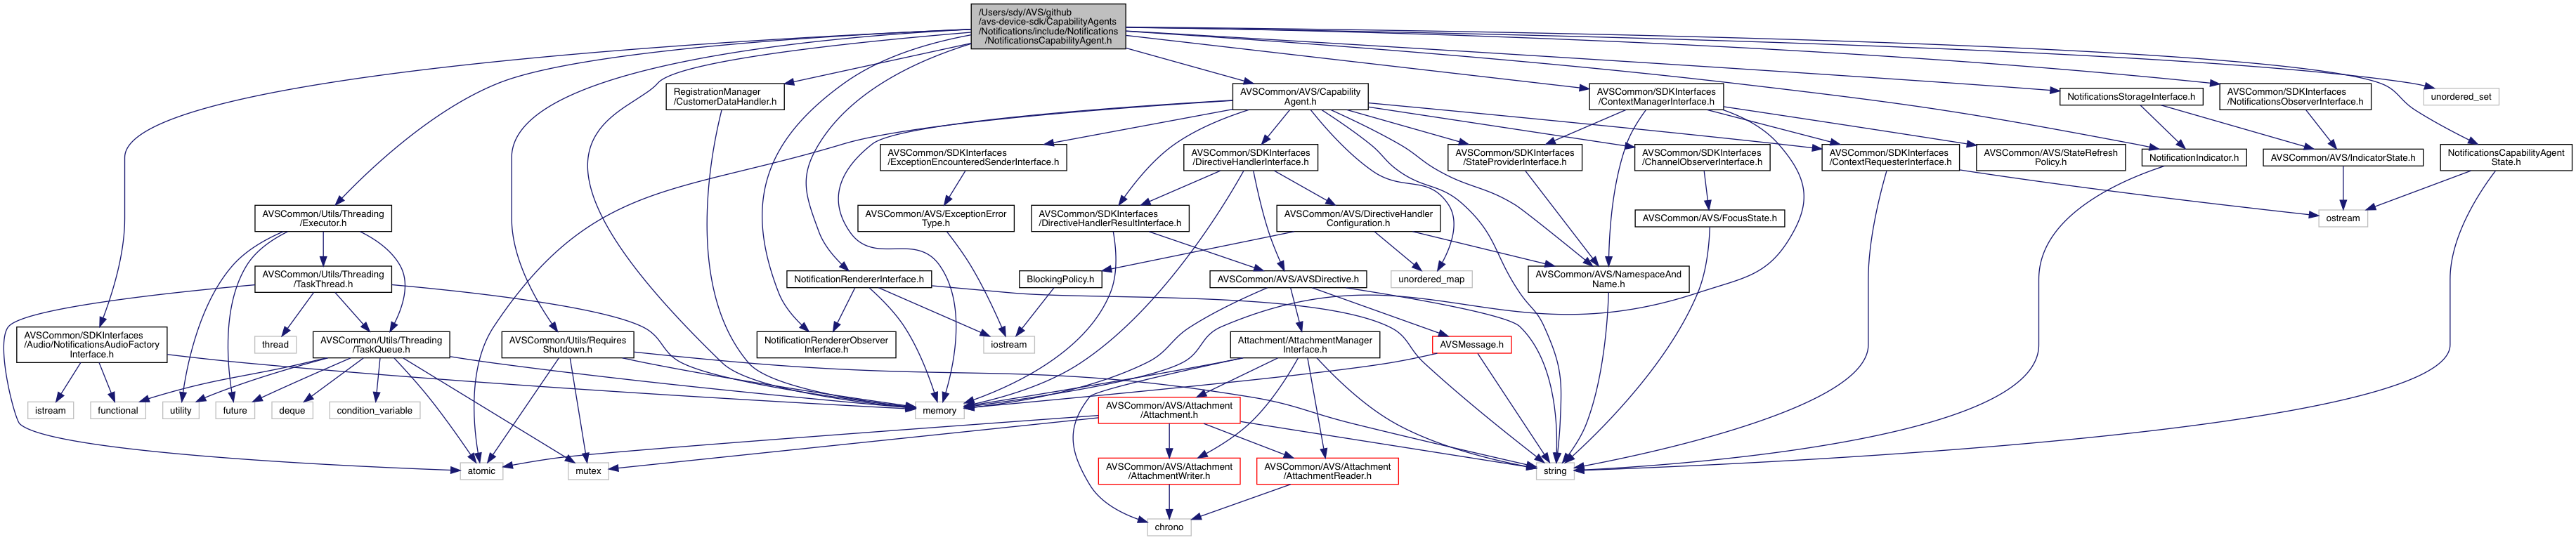 /Users/sdy/AVS/github
/avs-device-sdk/CapabilityAgents
/Notifications/include/Notifications
/NotificationsCapabilityAgent.h
RegistrationManager
/CustomerDataHandler.h
AVSCommon/AVS/Capability
Agent.h
AVSCommon/SDKInterfaces
/ContextManagerInterface.h
NotificationsStorageInterface.h
AVSCommon/SDKInterfaces
/NotificationsObserverInterface.h
unordered_set
AVSCommon/SDKInterfaces
/ExceptionEncounteredSenderInterface.h
AVSCommon/SDKInterfaces
/DirectiveHandlerInterface.h
AVSCommon/SDKInterfaces
/StateProviderInterface.h
AVSCommon/SDKInterfaces
/ChannelObserverInterface.h
AVSCommon/SDKInterfaces
/ContextRequesterInterface.h
AVSCommon/AVS/StateRefresh
Policy.h
NotificationIndicator.h
AVSCommon/AVS/IndicatorState.h
NotificationsCapabilityAgent
State.h
AVSCommon/Utils/Threading
/Executor.h
AVSCommon/AVS/ExceptionError
Type.h
AVSCommon/SDKInterfaces
/DirectiveHandlerResultInterface.h
AVSCommon/AVS/DirectiveHandler
Configuration.h
AVSCommon/AVS/FocusState.h
ostream
AVSCommon/Utils/Threading
/TaskThread.h
NotificationRendererInterface.h
BlockingPolicy.h
AVSCommon/AVS/AVSDirective.h
unordered_map
AVSCommon/AVS/NamespaceAnd
Name.h
AVSCommon/SDKInterfaces
/Audio/NotificationsAudioFactory
Interface.h
thread
AVSCommon/Utils/Threading
/TaskQueue.h
AVSCommon/Utils/Requires
Shutdown.h
NotificationRendererObserver
Interface.h
iostream
Attachment/AttachmentManager
Interface.h
AVSMessage.h
istream
functional
utility
future
deque
condition_variable
memory
AVSCommon/AVS/Attachment
/Attachment.h
atomic
mutex
AVSCommon/AVS/Attachment
/AttachmentWriter.h
AVSCommon/AVS/Attachment
/AttachmentReader.h
string
chrono